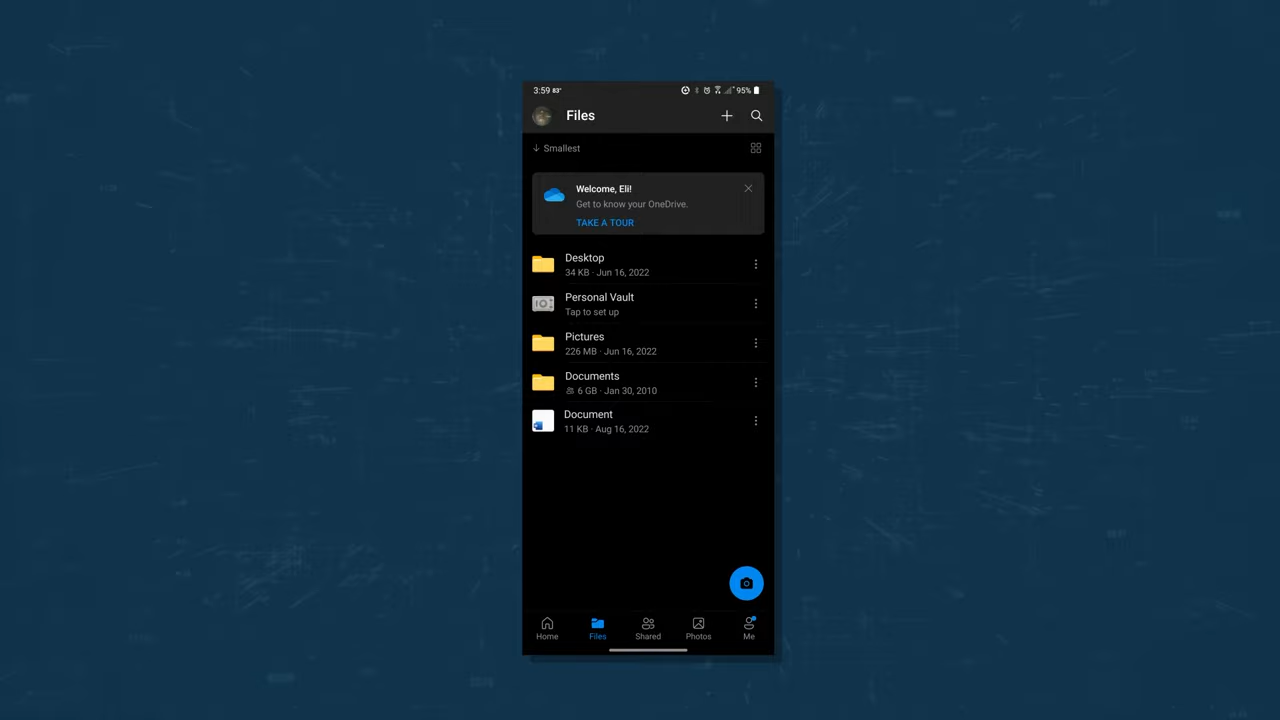 3:59 83° 95%
Files
Smallest
Welcome, Eli!
Get to know your OneDrive.
TAKE A TOUR
Desktop
34 KB · Jun 16, 2022
Personal Vault
Tap to set up
Pictures
226 MB · Jun 16, 2022
Documents
6 GB · Jan 30, 2010
Document
11 KB · Aug 16, 2022
Home Files Shared Photos Me